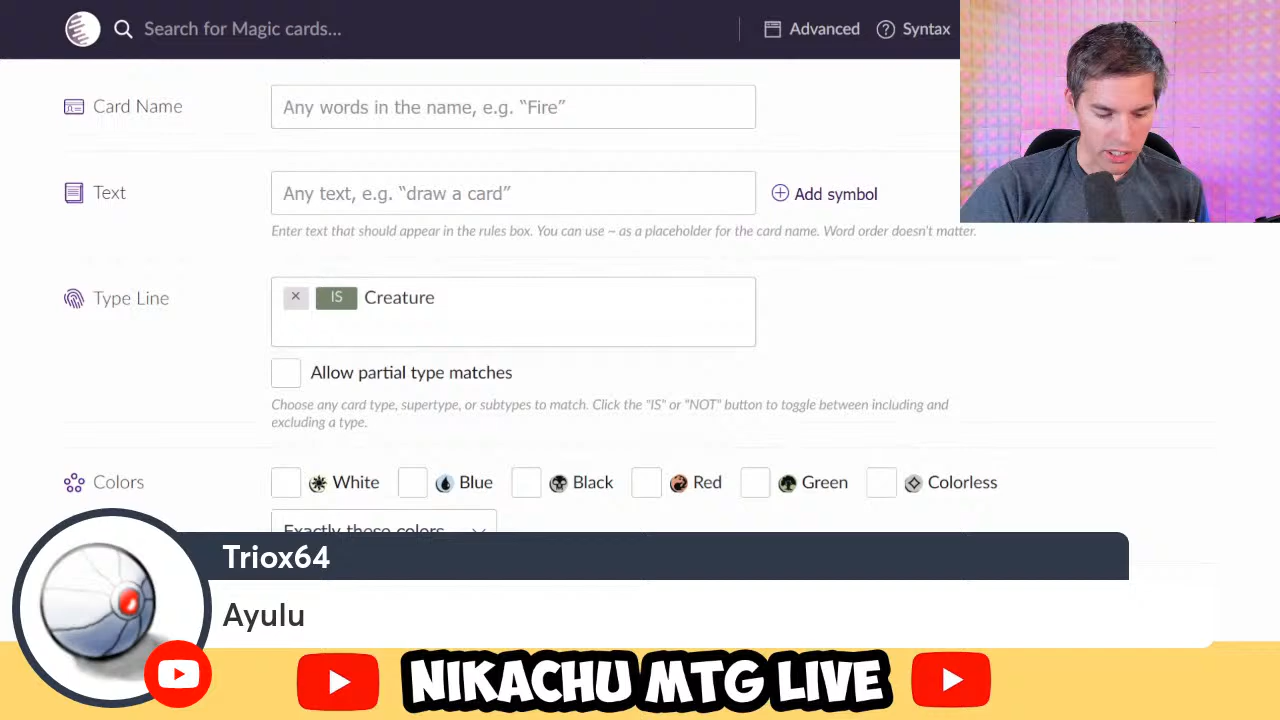 Search for Magic cards...
Advanced
Syntax
Card Name
Any words in the name, e.g. “Fire”
Text
Any text, e.g. “draw a card”
Add symbol
Enter text that should appear in the rules box. You can use ~ as a placeholder for the card name. Word order doesn't matter.
Type Line
× IS Creature
Allow partial type matches
Choose any card type, supertype, or subtypes to match. Click the "IS" or "NOT" button to toggle between including and
excluding a type.
Colors
White
Blue
Black
Red
Green
Colorless
Exactly these colors
Triox64
Ayulu
NIKACHU MTG LIVE